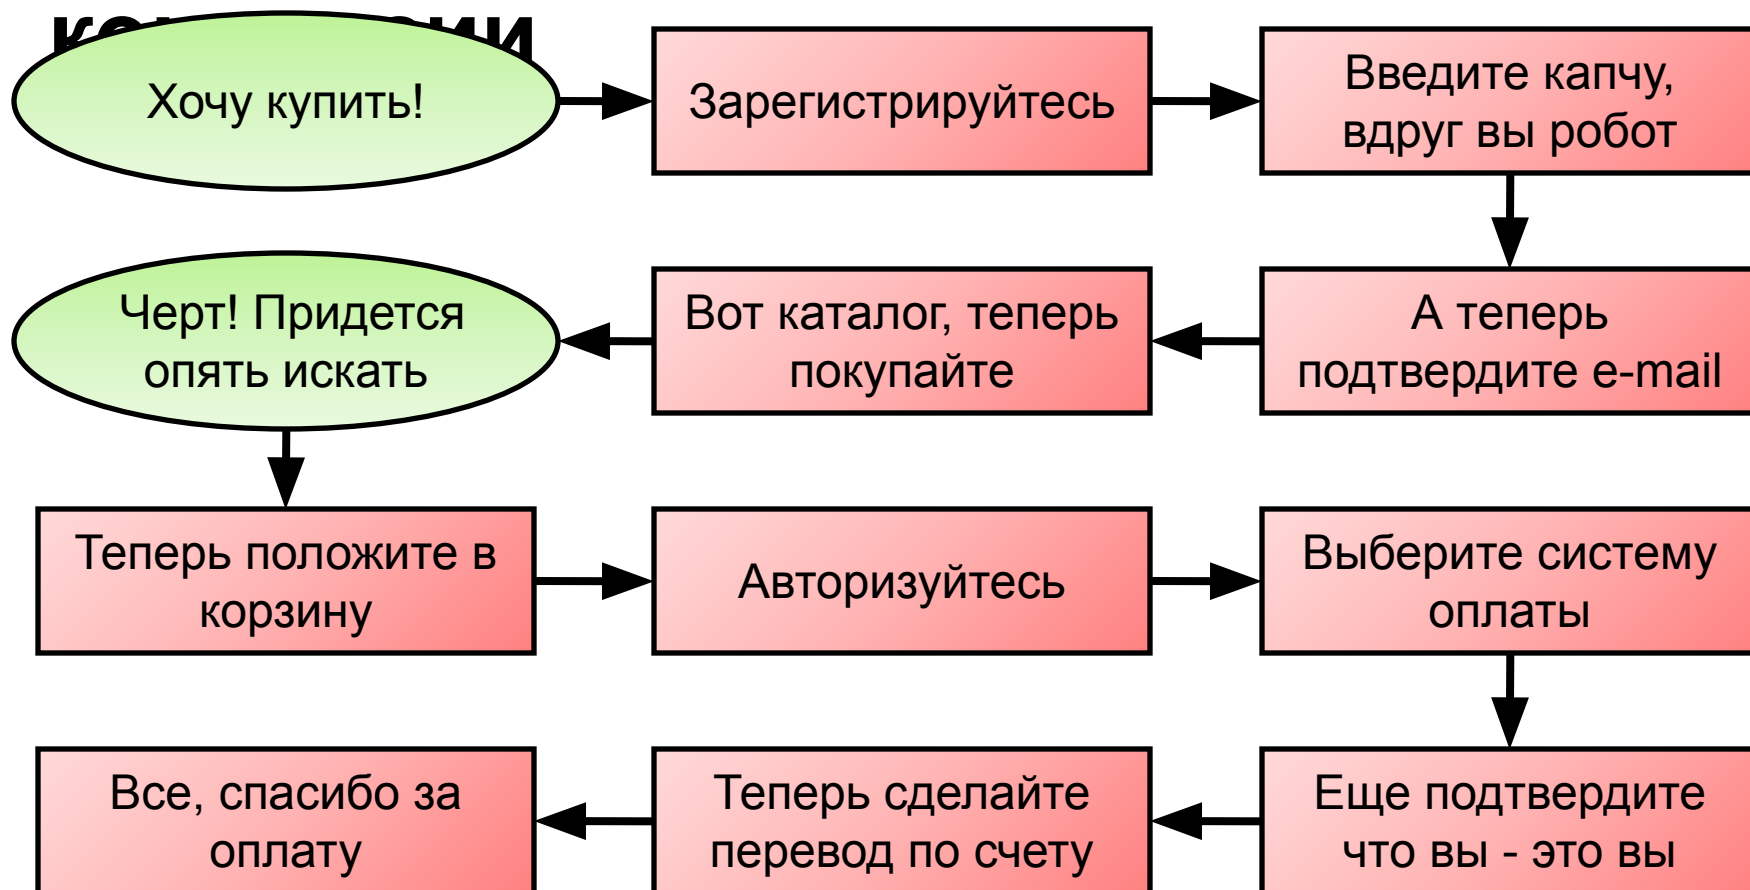 Хочу купить!
Зарегистрируйтесь
Введите капчу,
вдруг вы робот
А теперь
подтвердите e-mail
Вот каталог, теперь
покупайте
Черт! Придется
опять искать
Теперь положите в
корзину
Авторизуйтесь
Выберите систему
оплаты
Еще подтвердите
что вы - это вы
Теперь сделайте
перевод по счету
Все, спасибо за
оплату